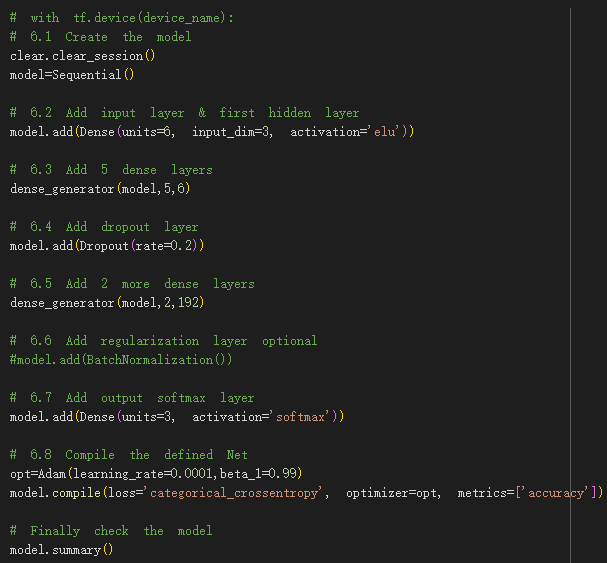 # with tf.device(device_name):
# 6.1 Create the model
clear.clear_session()
model=Sequential()
# 6.2 Add input layer & first hidden layer
model.add(Dense(units=6, input_dim=3, activation='elu'))
# 6.3 Add 5 dense layers
dense_generator(model,5,6)
# 6.4 Add dropout layer
model.add(Dropout(rate=0.2))
# 6.5 Add 2 more dense layers
dense_generator(model,2,192)
# 6.6 Add regularization layer optional
#model.add(BatchNormalization())
# 6.7 Add output softmax layer
model.add(Dense(units=3, activation='softmax'))
# 6.8 Compile the defined Net
opt=Adam(learning_rate=0.0001,beta_1=0.99)
model.compile(loss='categorical_crossentropy', optimizer=opt, metrics=['accuracy'])
# Finally check the model
model.summary()